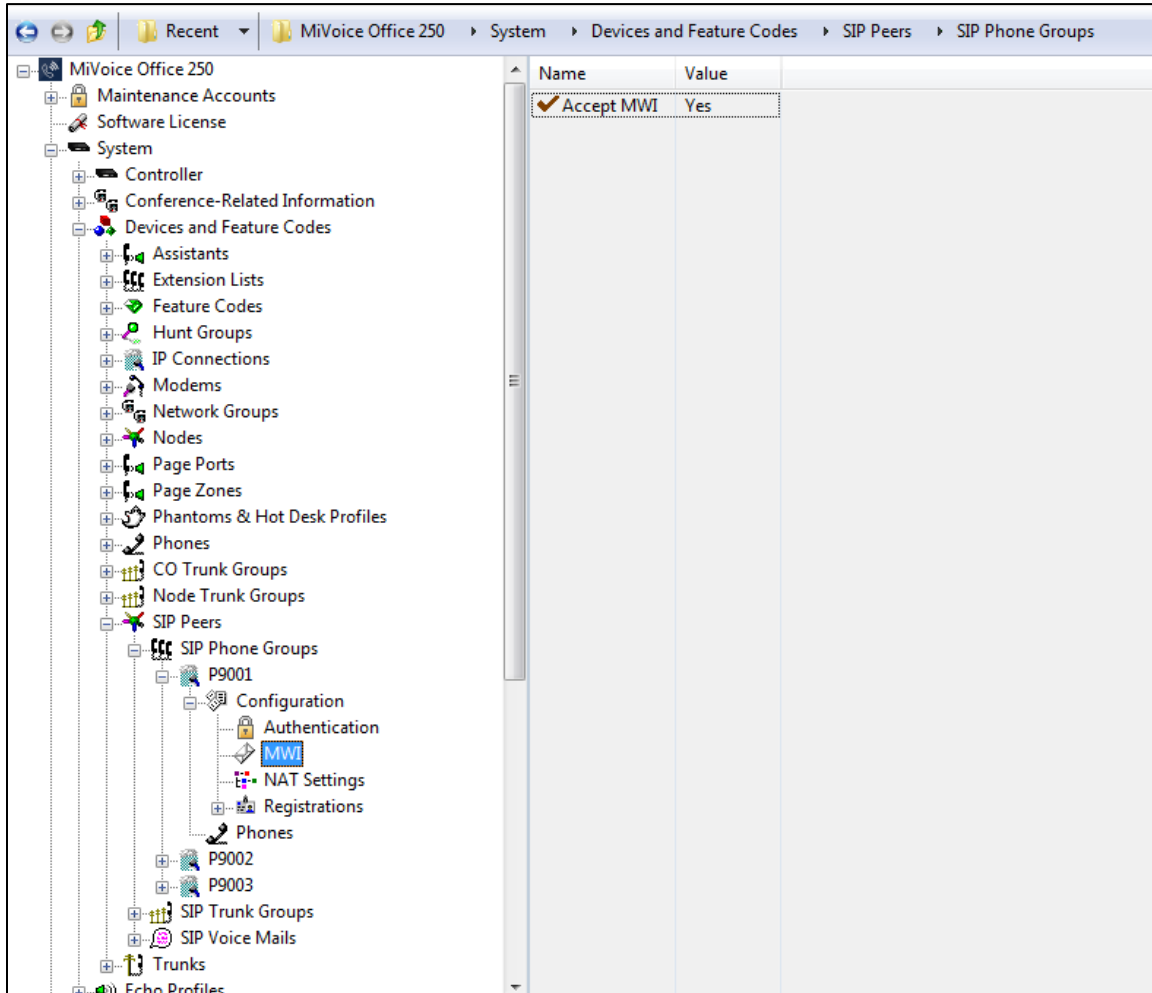 Recent MiVoice Office 250 System Devices and Feature Codes SIP Peers SIP Phone Groups
MiVoice Office 250
Maintenance Accounts
Software License
System
Controller
Conference-Related Information
Devices and Feature Codes
Assistants
Extension Lists
Feature Codes
Hunt Groups
IP Connections
Modems
Network Groups
Nodes
Page Ports
Page Zones
Phantoms & Hot Desk Profiles
Phones
CO Trunk Groups
Node Trunk Groups
SIP Peers
SIP Phone Groups
P9001
Configuration
Authentication
MWI
NAT Settings
Registrations
Phones
P9002
P9003
SIP Trunk Groups
SIP Voice Mails
Trunks
Echo Profiles
Name Value
Accept MWI Yes